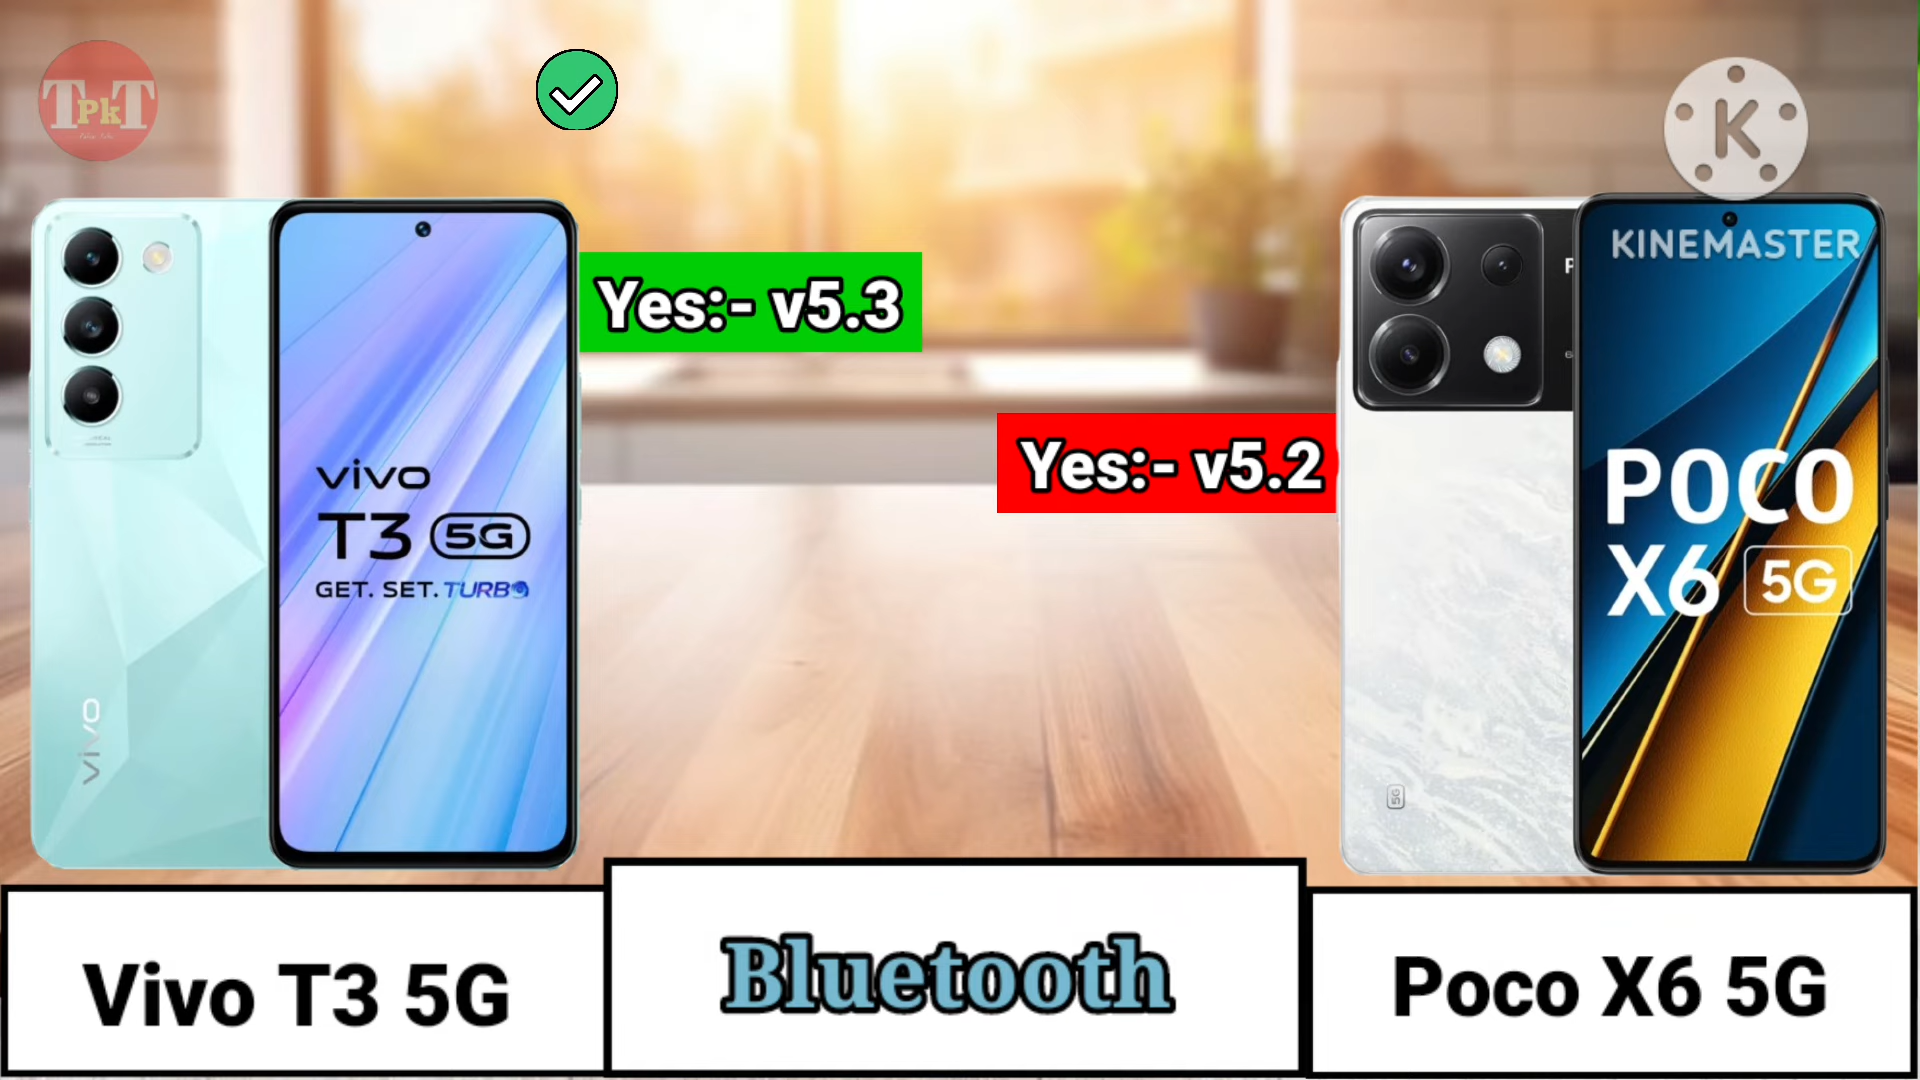 TPkT
K
KINEMASTER
Yes:- v5.3
Yes:- v5.2
vivo
T3 5G
GET. SET. TURBO
vivo
POCO
X6 5G
5G
Vivo T3 5G
Bluetooth
Poco X6 5G